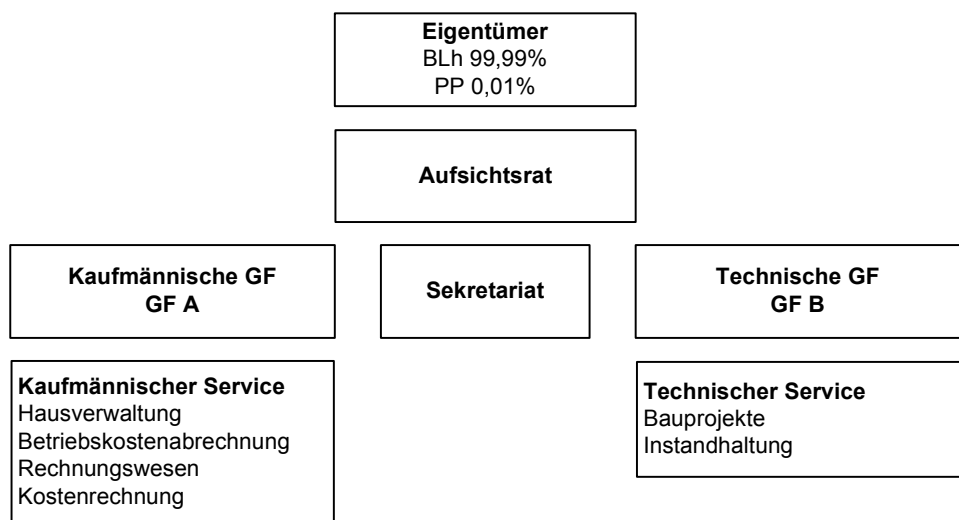 Eigentümer
BLh 99,99%
PP 0,01%
Aufsichtsrat
Kaufmännische GF
GF A
Sekretariat
Technische GF
GF B
Kaufmännischer Service
Hausverwaltung
Betriebskostenabrechnung
Rechnungswesen
Kostenrechnung
Technischer Service
Bauprojekte
Instandhaltung